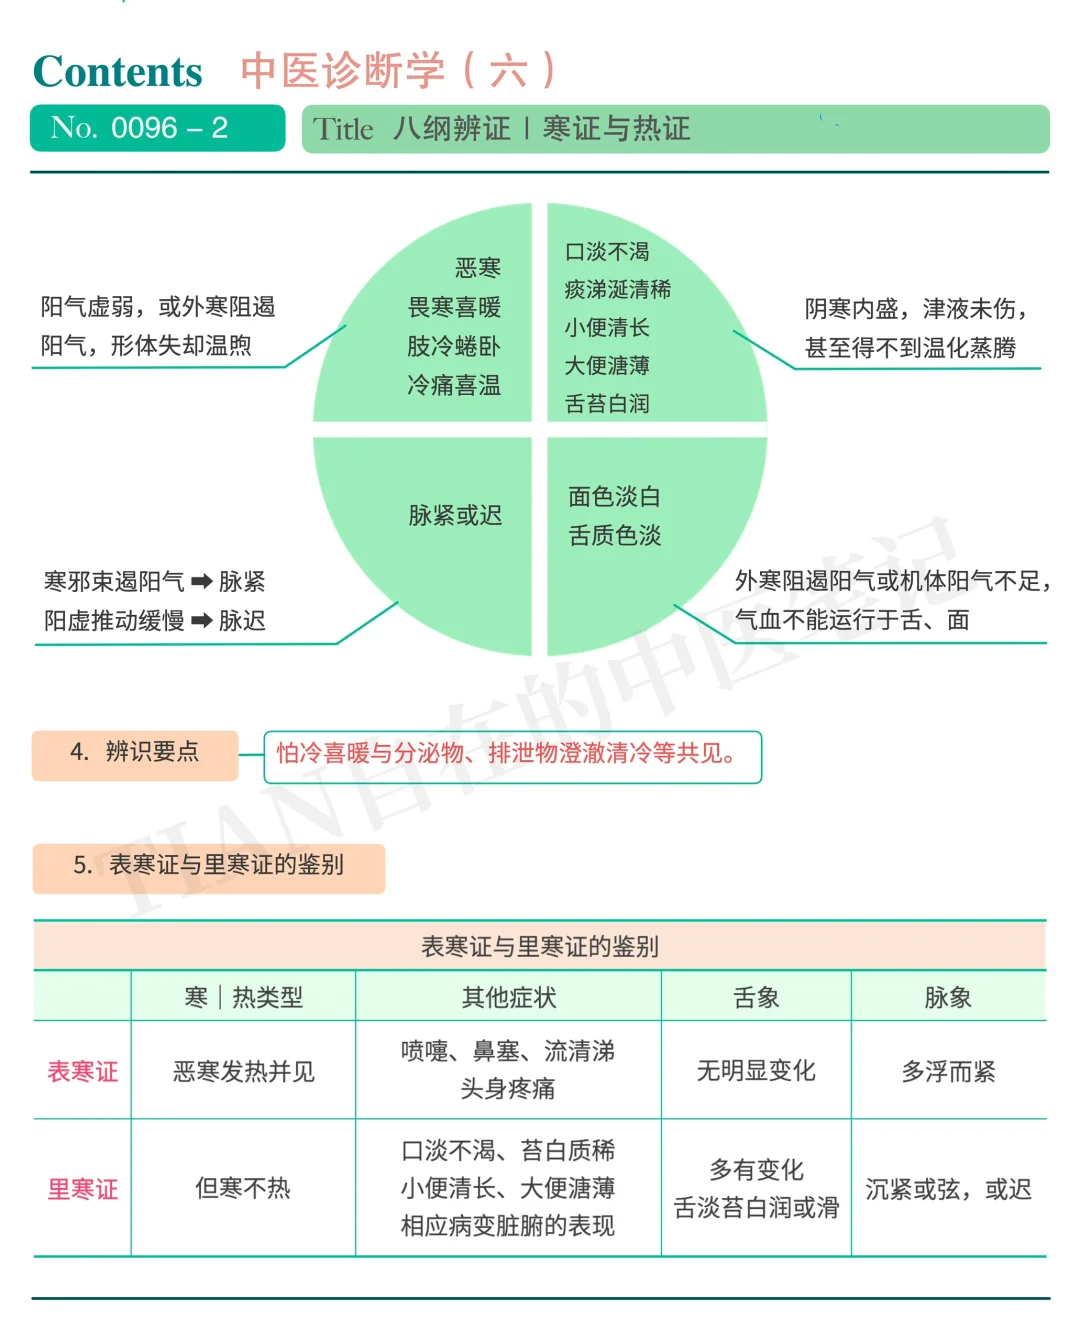 Contents 中医诊断学（六）
No. 0096 – 2
Title 八纲辨证 | 寒证与热证
阳气虚弱，或外寒阻遏
阳气，形体失却温煦
恶寒
畏寒喜暖
肢冷蜷卧
冷痛喜温
口淡不渴
痰涕涎清稀
小便清长
大便溏薄
舌苔白润
阴寒内盛，津液未伤，
甚至得不到温化蒸腾
寒邪束遏阳气 ➡ 脉紧
阳虚推动缓慢 ➡ 脉迟
脉紧或迟
面色淡白
舌质色淡
外寒阻遏阳气或机体阳气不足，
气血不能运行于舌、面
TIAN自在的中医笔记
4. 辨识要点
怕冷喜暖与分泌物、排泄物澄澈清冷等共见。
5. 表寒证与里寒证的鉴别
表寒证与里寒证的鉴别
寒｜热类型 其他症状 舌象 脉象
表寒证
恶寒发热并见
喷嚏、鼻塞、流清涕
头身疼痛
无明显变化
多浮而紧
里寒证
但寒不热
口淡不渴、苔白质稀
小便清长、大便溏薄
相应病变脏腑的表现
多有变化
舌淡苔白润或滑
沉紧或弦，或迟